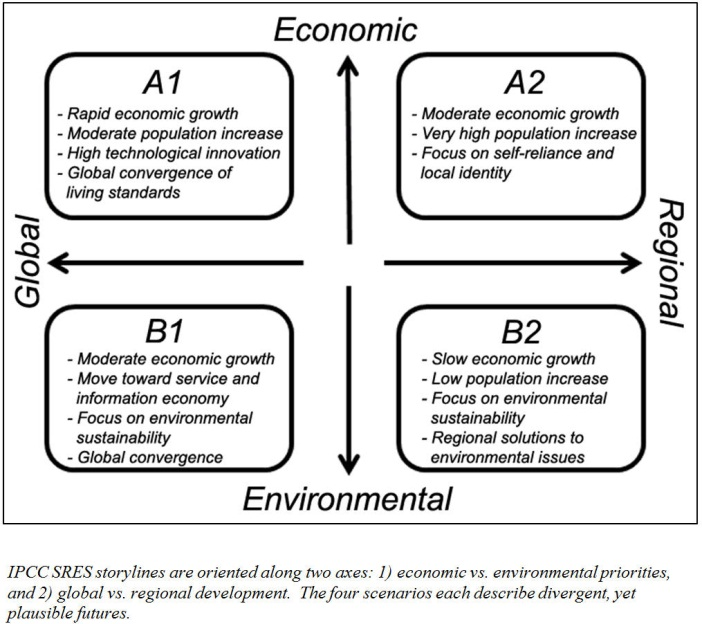 Economic
A1
- Rapid economic growth
- Moderate population increase
- High technological innovation
- Global convergence of
living standards
A2
- Moderate economic growth
- Very high population increase
- Focus on self-reliance and
local identity
Global
Regional
B1
- Moderate economic growth
- Move toward service and
information economy
- Focus on environmental
sustainability
- Global convergence
B2
- Slow economic growth
- Low population increase
- Focus on environmental
sustainability
- Regional solutions to
environmental issues
Environmental
IPCC SRES storylines are oriented along two axes: 1) economic vs. environmental priorities,
and 2) global vs. regional development. The four scenarios each describe divergent, yet
plausible futures.